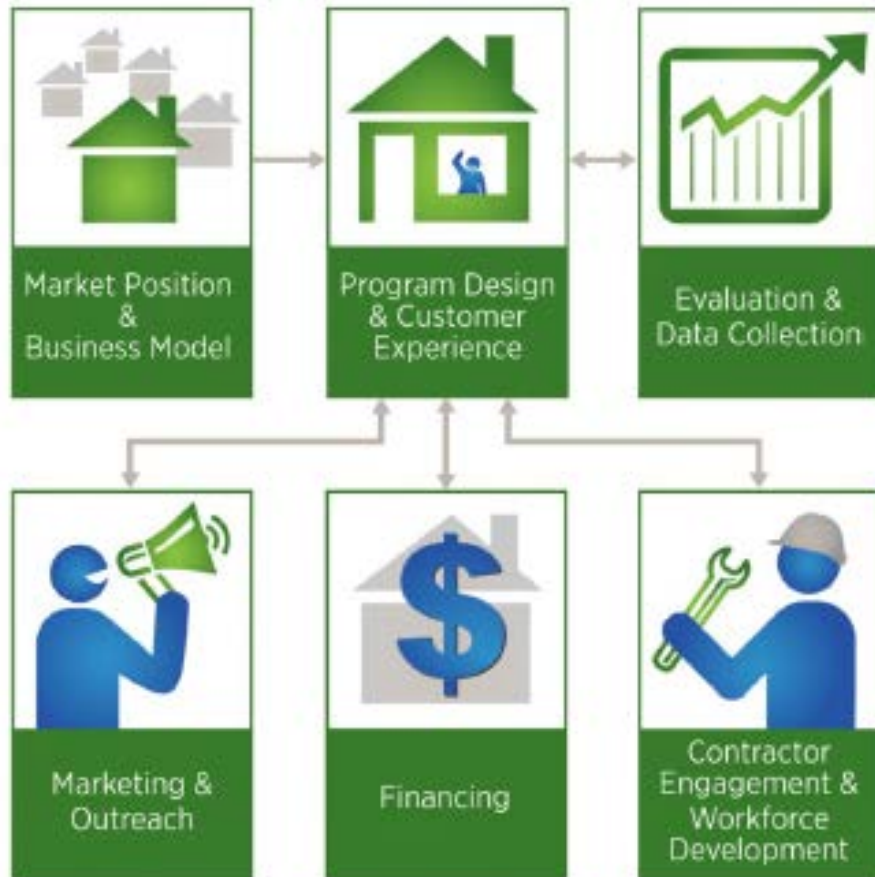 Market Position
&
Business Model
Program Design
& Customer
Experience
Evaluation &
Data Collection
Marketing &
Outreach
$
Financing
Contractor
Engagement &
Workforce
Development